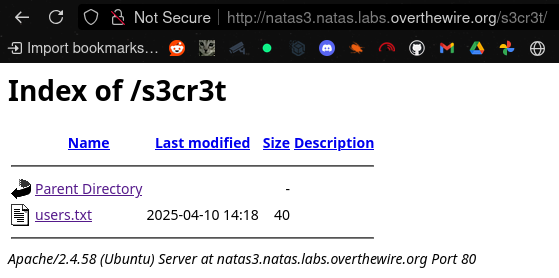 Not Secure http://natas3.natas.labs.overthewire.org/s3cr3t/
Import bookmarks…
Index of /s3cr3t
Name Last modified Size Description
Parent Directory -
users.txt 2025-04-10 14:18 40
Apache/2.4.58 (Ubuntu) Server at natas3.natas.labs.overthewire.org Port 80